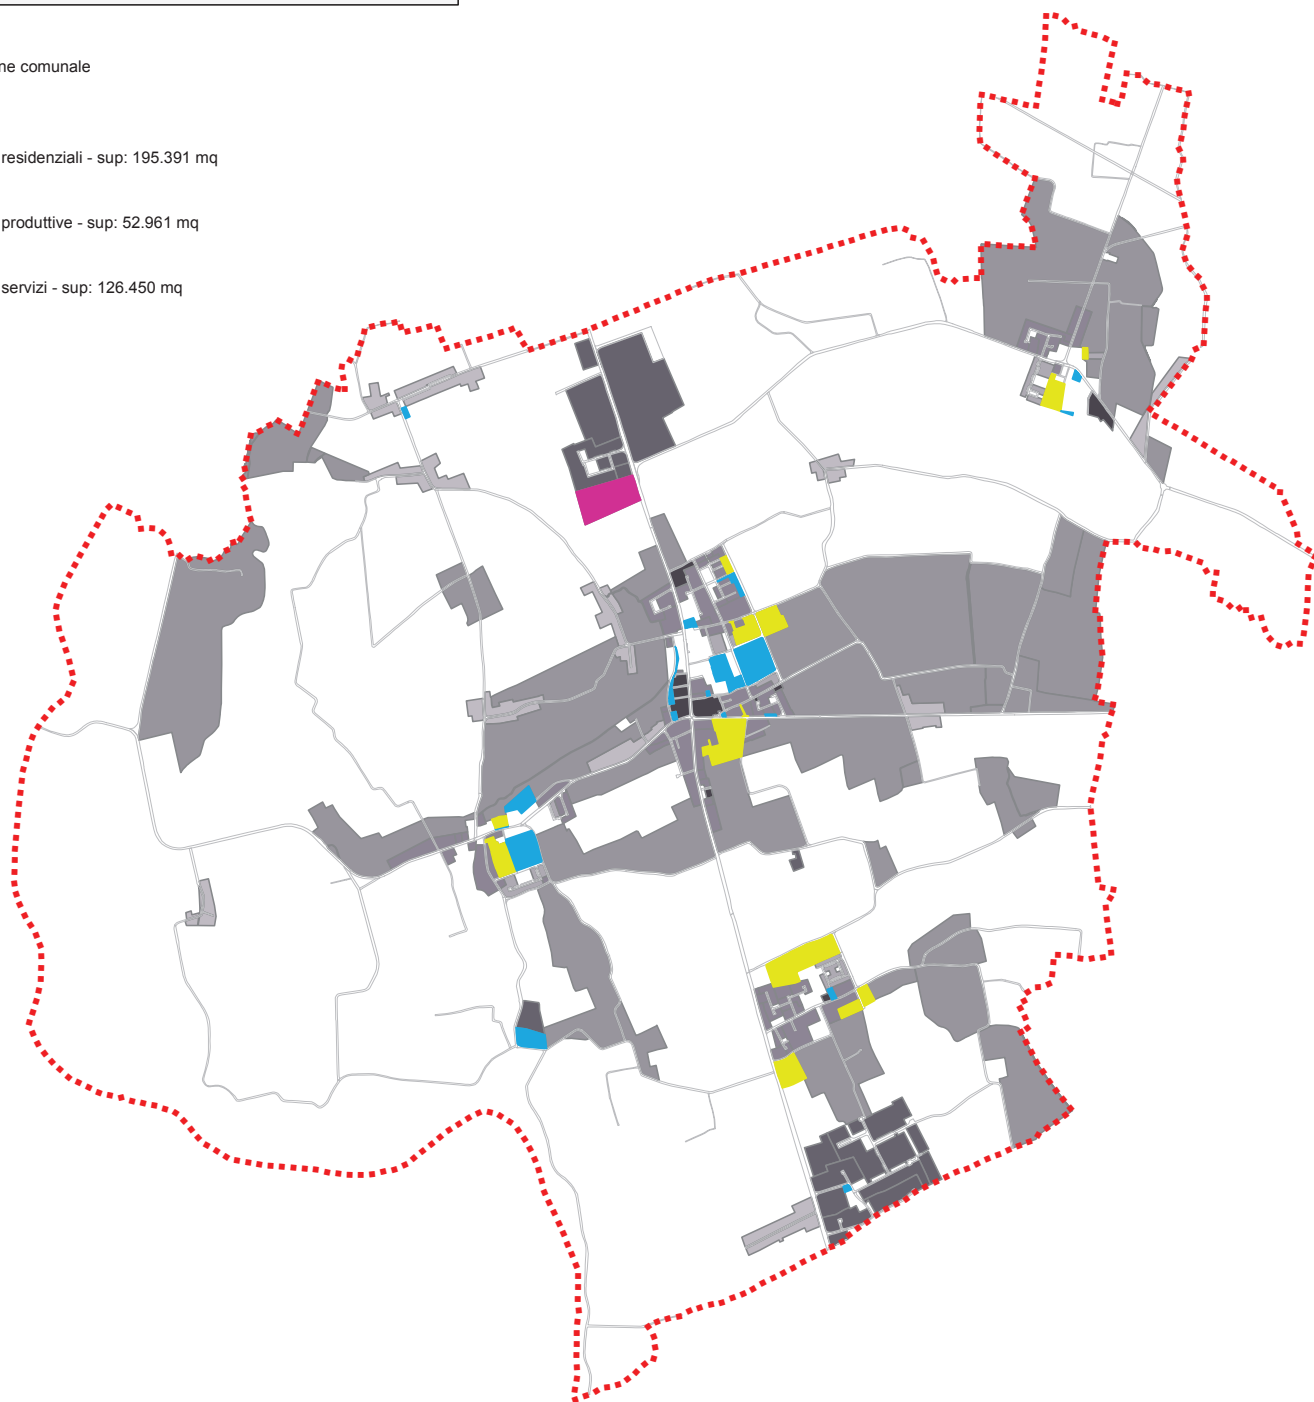 ne comunale
residenziali - sup: 195.391 mq
produttive - sup: 52.961 mq
servizi - sup: 126.450 mq